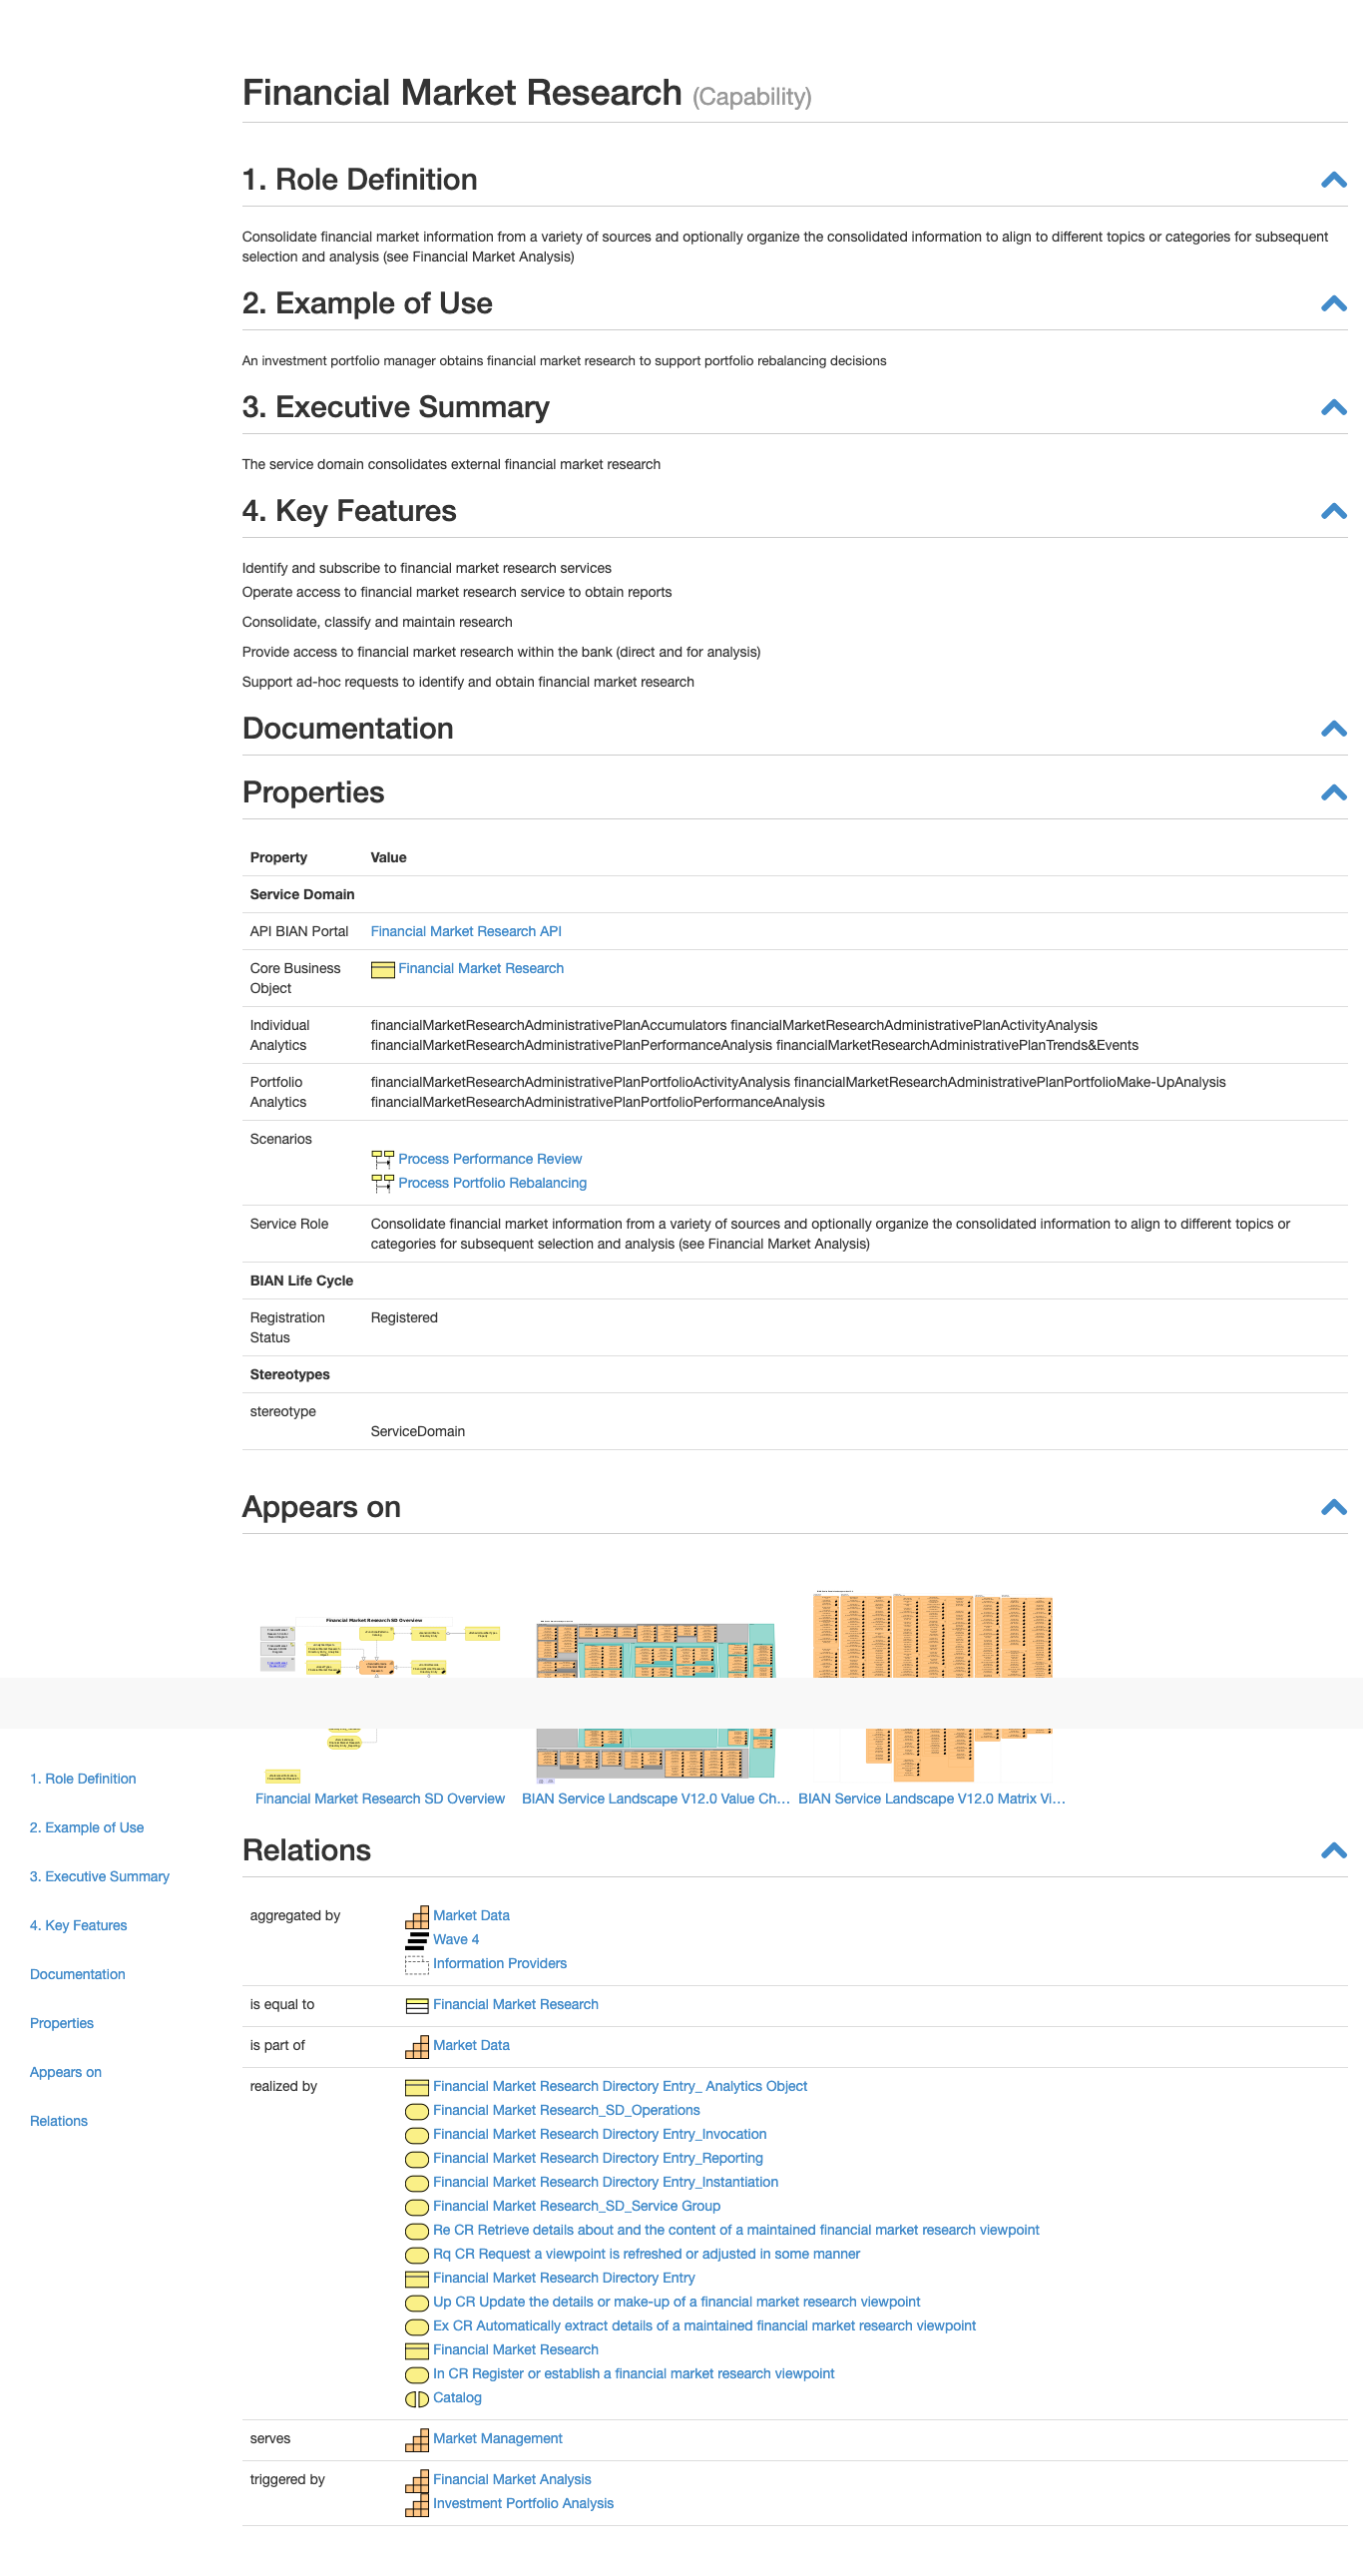 Financial Market Research (Capability)
1. Role Definition
Consolidate financial market information from a variety of sources and optionally organize the consolidated information to align to different topics or categories for subsequent
selection and analysis (see Financial Market Analysis)
2. Example of Use
An investment portfolio manager obtains financial market research to support portfolio rebalancing decisions
3. Executive Summary
The service domain consolidates external financial market research
4. Key Features
Identify and subscribe to financial market research services
Operate access to financial market research service to obtain reports
Consolidate, classify and maintain research
Provide access to financial market research within the bank (direct and for analysis)
Support ad-hoc requests to identify and obtain financial market research
Documentation
Properties
Property Value
Service Domain
API BIAN Portal Financial Market Research API
Core Business Financial Market Research
Object
Individual financialMarketResearchAdministrativePlanAccumulators financialMarketResearchAdministrativePlanActivityAnalysis
Analytics financialMarketResearchAdministrativePlanPerformanceAnalysis financialMarketResearchAdministrativePlanTrends&Events
Portfolio financialMarketResearchAdministrativePlanPortfolioActivityAnalysis financialMarketResearchAdministrativePlanPortfolioMake-UpAnalysis
Analytics financialMarketResearchAdministrativePlanPortfolioPerformanceAnalysis
Scenarios
Process Performance Review
Process Portfolio Rebalancing
Service Role Consolidate financial market information from a variety of sources and optionally organize the consolidated information to align to different topics or
categories for subsequent selection and analysis (see Financial Market Analysis)
BIAN Life Cycle
Registration Registered
Status
Stereotypes
stereotype
ServiceDomain
Appears on
Financial Market Research SD Overview
Financial Market Research SD Overview BIAN Service Landscape V12.0 Value Ch... BIAN Service Landscape V12.0 Matrix Vi...
1. Role Definition
2. Example of Use
3. Executive Summary
4. Key Features
Documentation
Properties
Appears on
Relations
Relations
aggregated by Market Data
Wave 4
Information Providers
is equal to Financial Market Research
is part of Market Data
realized by Financial Market Research Directory Entry_ Analytics Object
Financial Market Research_SD_Operations
Financial Market Research Directory Entry_Invocation
Financial Market Research Directory Entry_Reporting
Financial Market Research Directory Entry_Instantiation
Financial Market Research_SD_Service Group
Re CR Retrieve details about and the content of a maintained financial market research viewpoint
Rq CR Request a viewpoint is refreshed or adjusted in some manner
Financial Market Research Directory Entry
Up CR Update the details or make-up of a financial market research viewpoint
Ex CR Automatically extract details of a maintained financial market research viewpoint
Financial Market Research
In CR Register or establish a financial market research viewpoint
Catalog
serves Market Management
triggered by Financial Market Analysis
Investment Portfolio Analysis